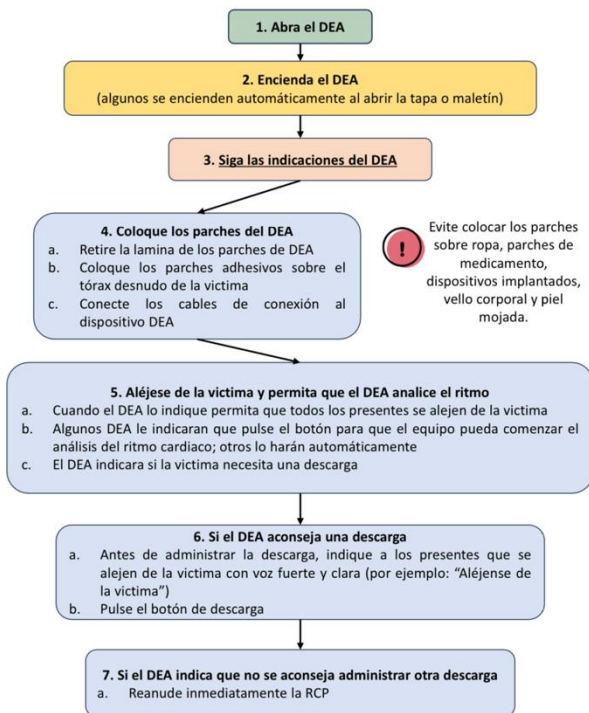 1. Abra el DEA
2. Encienda el DEA
(algunos se encienden automáticamente al abrir la tapa o maletín)
3. Siga las indicaciones del DEA
4. Coloque los parches del DEA
a. Retire la lamina de los parches de DEA
b. Coloque los parches adhesivos sobre el
tórax desnudo de la victima
c. Conecte los cables de conexión al
dispositivo DEA
!
Evite colocar los parches
sobre ropa, parches de
medicamento,
dispositivos implantados,
vello corporal y piel
mojada.
5. Aléjese de la victima y permita que el DEA analice el ritmo
a. Cuando el DEA lo indique permita que todos los presentes se alejen de la victima
b. Algunos DEA le indicaran que pulse el botón para que el equipo pueda comenzar el
análisis del ritmo cardiaco; otros lo harán automáticamente
c. El DEA indicara si la victima necesita una descarga
6. Si el DEA aconseja una descarga
a. Antes de administrar la descarga, indique a los presentes que se
alejen de la victima con voz fuerte y clara (por ejemplo: “Aléjense de
la victima”)
b. Pulse el botón de descarga
7. Si el DEA indica que no se aconseja administrar otra descarga
a. Reanude inmediatamente la RCP